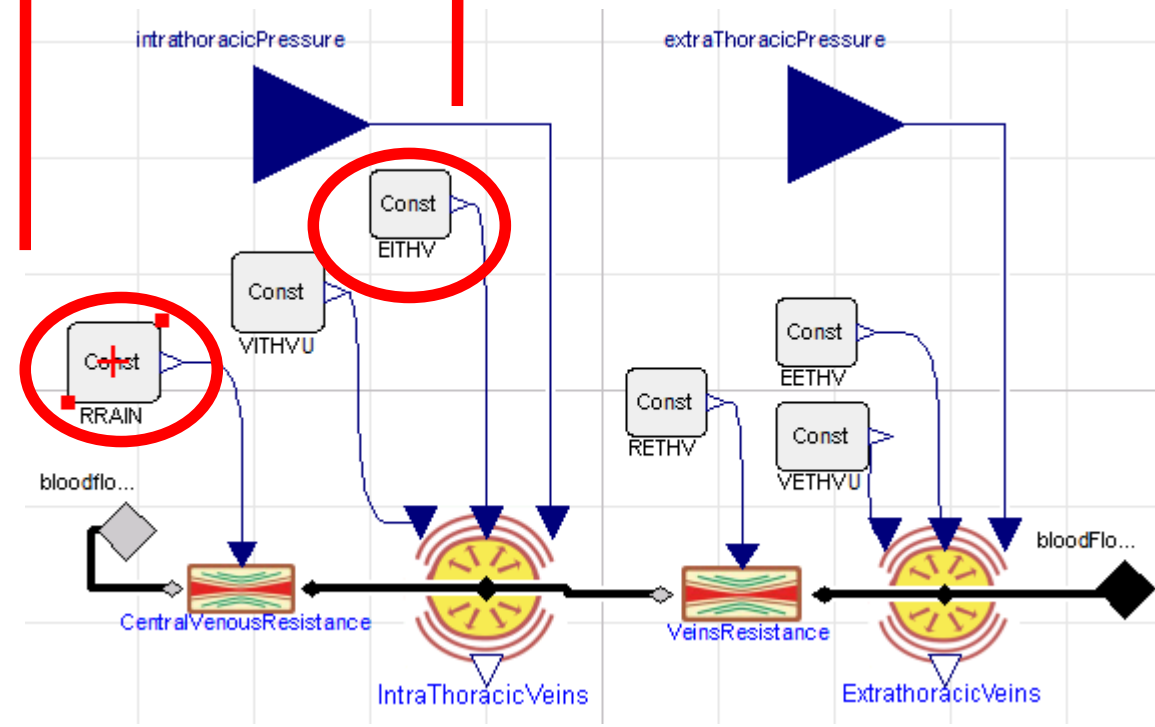 intrathoracicPressure
extraThoracicPressure
Const
EITHV
Const
VITHVU
Const
RRAIN
Const
EETHV
Const
RETHV
Const
VETHVU
bloodflo...
bloodFlo...
CentralVenousResistance
VeinsResistance
IntraThoracicVeins
ExtrathoracicVeins